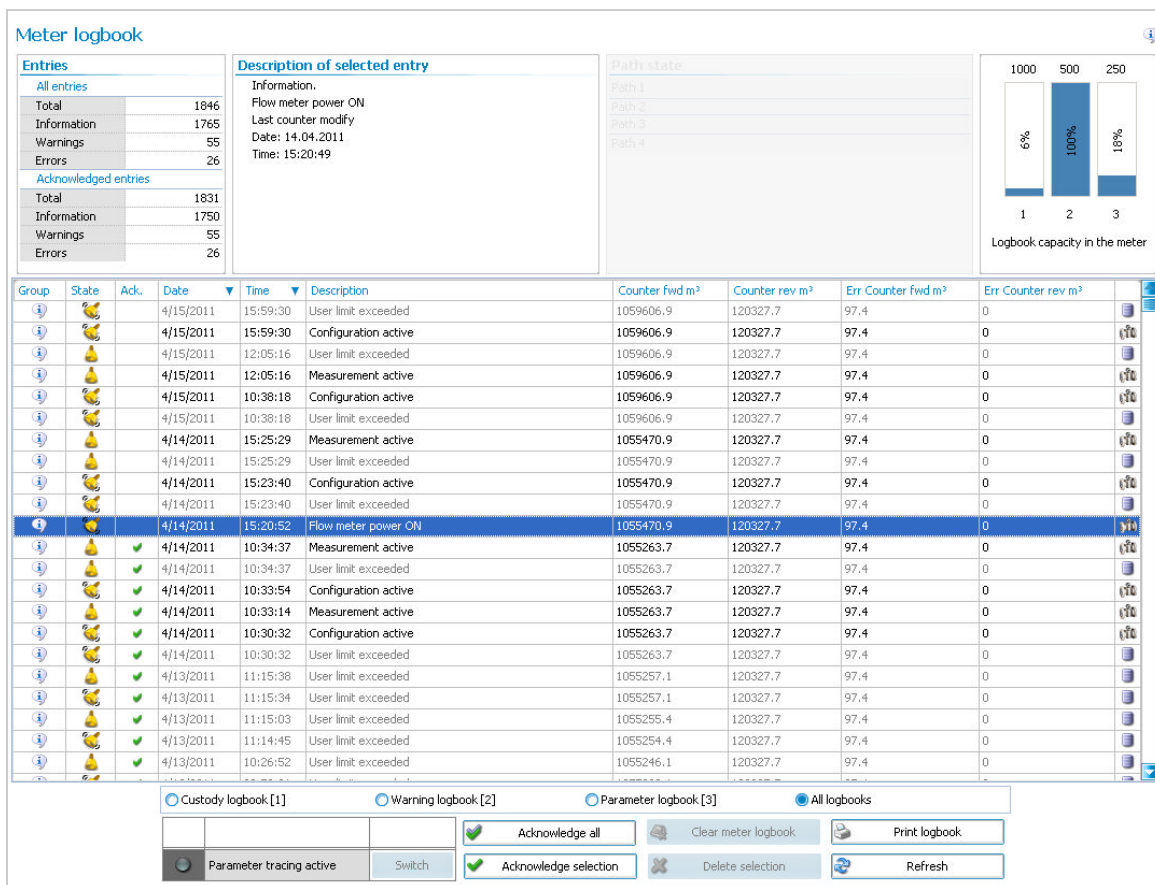 Meter logbook
Entries
All entries
Total 1846
Information 1765
Warnings 55
Errors 26
Acknowledged entries
Total 1831
Information 1750
Warnings 55
Errors 26
Description of selected entry
Information.
Flow meter power ON
Last counter modify
Date: 14.04.2011
Time: 15:20:49
Path state
Path 1
Path 2
Path 3
Path 4
1000 500 250
6% 100% 18%
1 2 3
Logbook capacity in the meter
Group State Ack. Date Time Description Counter fwd m³ Counter rev m³ Err Counter fwd m³ Err Counter rev m³
4/15/2011 15:59:30 User limit exceeded 1059606.9 120327.7 97.4 0
4/15/2011 15:59:30 Configuration active 1059606.9 120327.7 97.4 0
4/15/2011 12:05:16 User limit exceeded 1059606.9 120327.7 97.4 0
4/15/2011 12:05:16 Measurement active 1059606.9 120327.7 97.4 0
4/15/2011 10:38:18 Configuration active 1059606.9 120327.7 97.4 0
4/15/2011 10:38:18 User limit exceeded 1059606.9 120327.7 97.4 0
4/14/2011 15:25:29 Measurement active 1055470.9 120327.7 97.4 0
4/14/2011 15:25:29 User limit exceeded 1055470.9 120327.7 97.4 0
4/14/2011 15:23:40 Configuration active 1055470.9 120327.7 97.4 0
4/14/2011 15:23:40 User limit exceeded 1055470.9 120327.7 97.4 0
4/14/2011 15:20:52 Flow meter power ON 1055470.9 120327.7 97.4 0
4/14/2011 10:34:37 Measurement active 1055263.7 120327.7 97.4 0
4/14/2011 10:34:37 User limit exceeded 1055263.7 120327.7 97.4 0
4/14/2011 10:33:54 Configuration active 1055263.7 120327.7 97.4 0
4/14/2011 10:33:14 Measurement active 1055263.7 120327.7 97.4 0
4/14/2011 10:30:32 Configuration active 1055263.7 120327.7 97.4 0
4/14/2011 10:30:32 User limit exceeded 1055263.7 120327.7 97.4 0
4/13/2011 11:15:38 User limit exceeded 1055257.1 120327.7 97.4 0
4/13/2011 11:15:34 User limit exceeded 1055257.1 120327.7 97.4 0
4/13/2011 11:15:03 User limit exceeded 1055255.4 120327.7 97.4 0
4/13/2011 11:14:45 User limit exceeded 1055254.4 120327.7 97.4 0
4/13/2011 10:26:52 User limit exceeded 1055246.1 120327.7 97.4 0
Custody logbook [1] Warning logbook [2] Parameter logbook [3] All logbooks
Acknowledge all Clear meter logbook Print logbook
Parameter tracing active Switch Acknowledge selection Delete selection Refresh